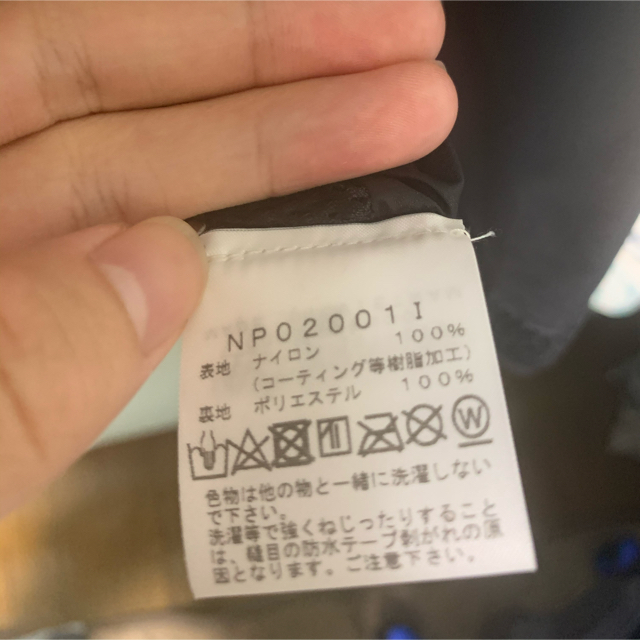 NP02001I
表地 ナイロン 100%
(コーティング等樹脂加工)
裏地 ポリエステル 100%
W
色物は他の物と一緒に洗濯しない
で下さい。
洗濯等で強くねじったりすること
は、縫目の防水テープ剥がれの原
因となります。ご注意下さい。